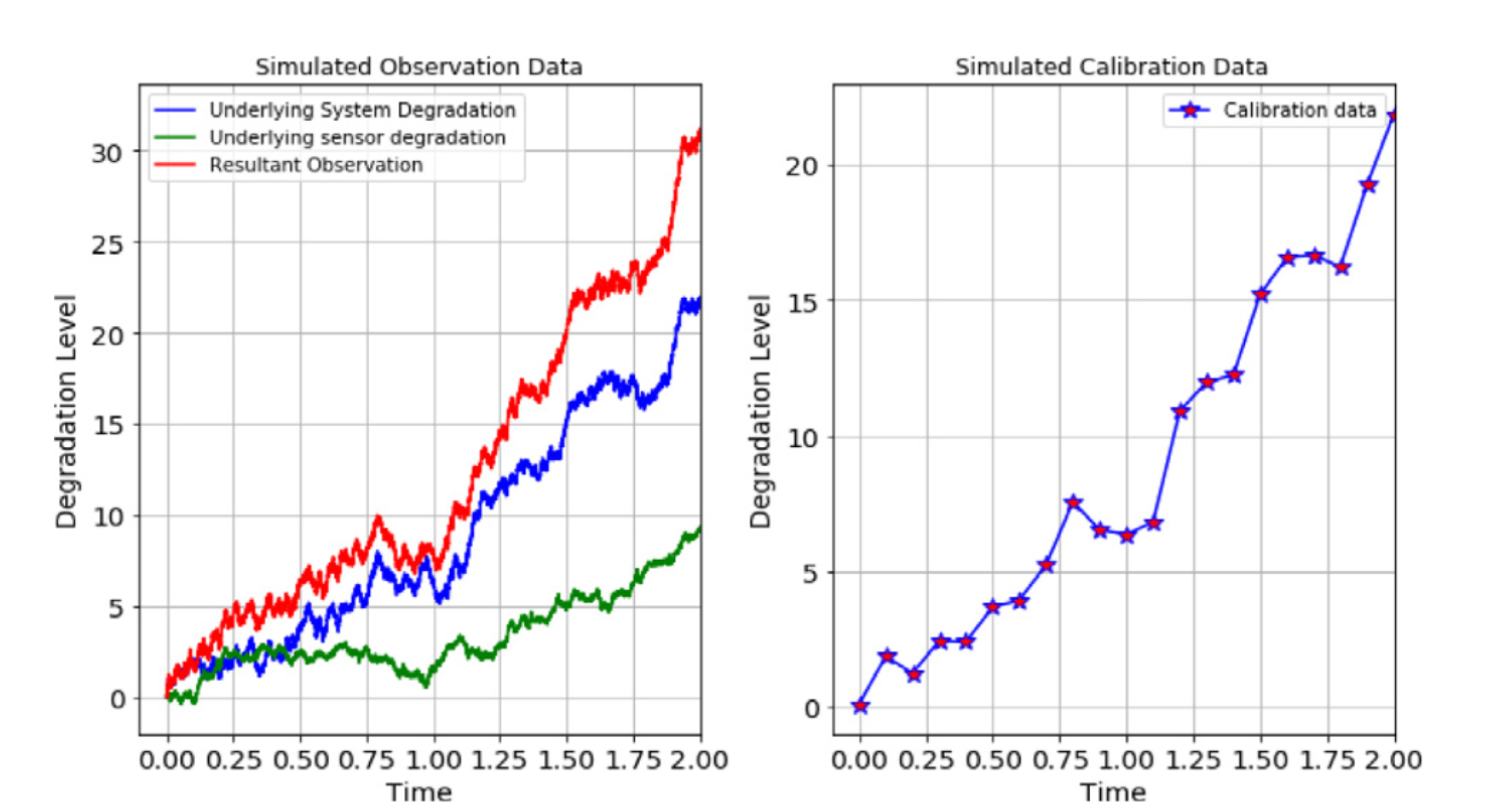 Simulated Observation Data
Underlying System Degradation
Underlying sensor degradation
Resultant Observation
Degradation Level
30
25
20
15
10
5
0
0.00 0.25 0.50 0.75 1.00 1.25 1.50 1.75 2.00
Time
Simulated Calibration Data
Calibration data
Degradation Level
20
15
10
5
0
0.00 0.25 0.50 0.75 1.00 1.25 1.50 1.75 2.00
Time